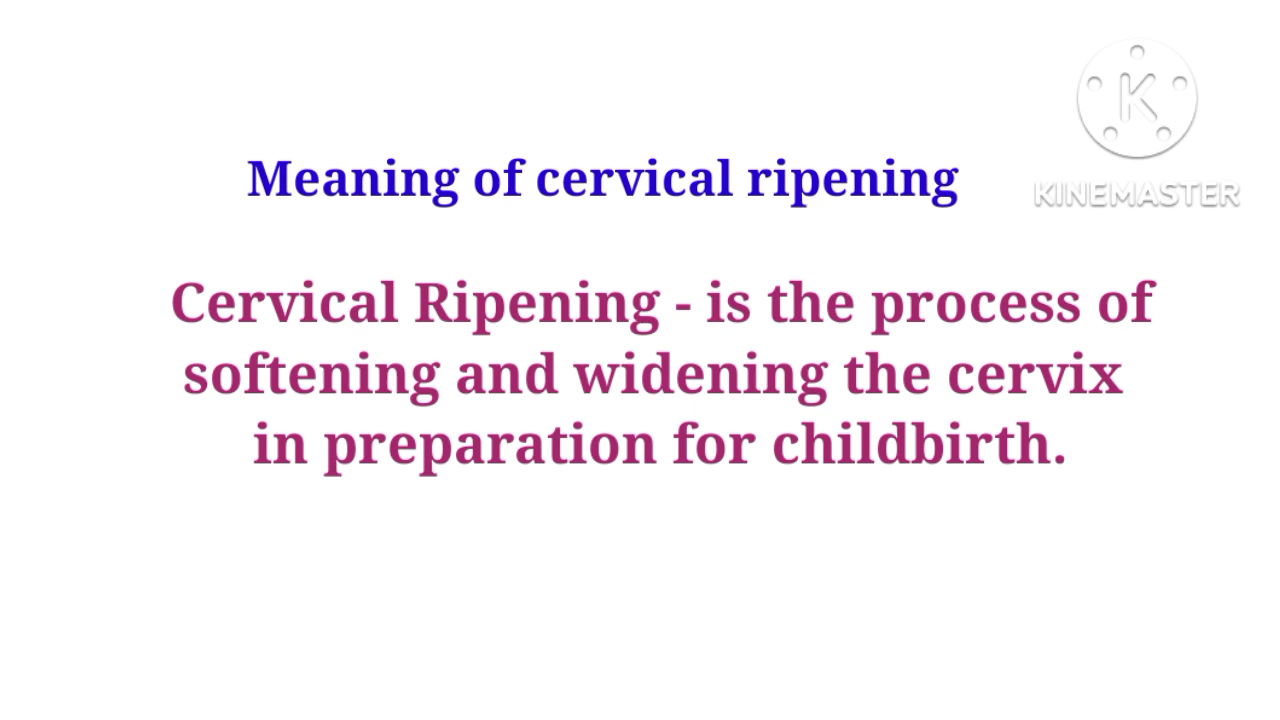 K
KINEMASTER
Meaning of cervical ripening
Cervical Ripening - is the process of
softening and widening the cervix
in preparation for childbirth.